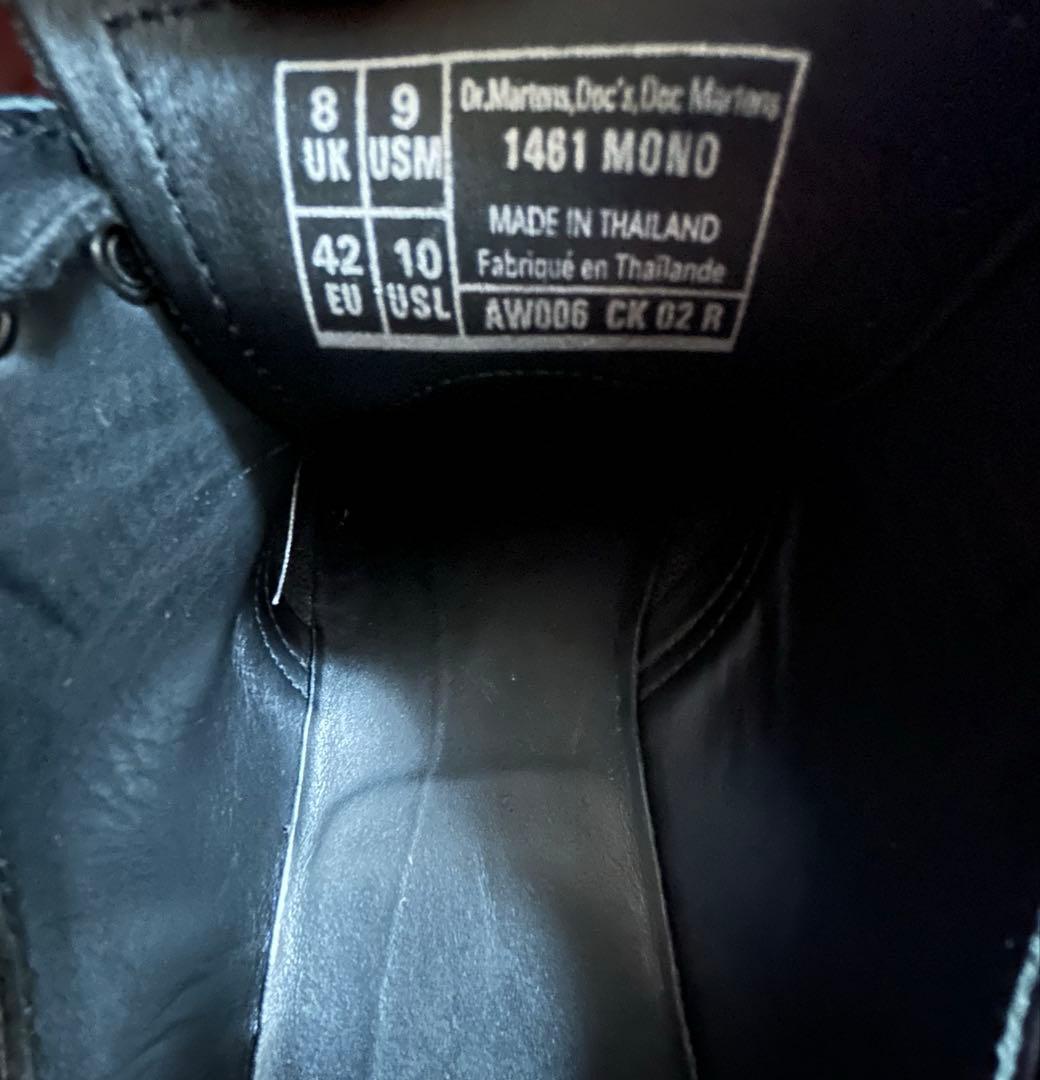 8 UK
9 USM
42 EU
10 USL
Dr.Martens,Doc's,Doc Martens
1461 MONO
MADE IN THAILAND
Fabriqué en Thaïlande
AW006 CK 02 R